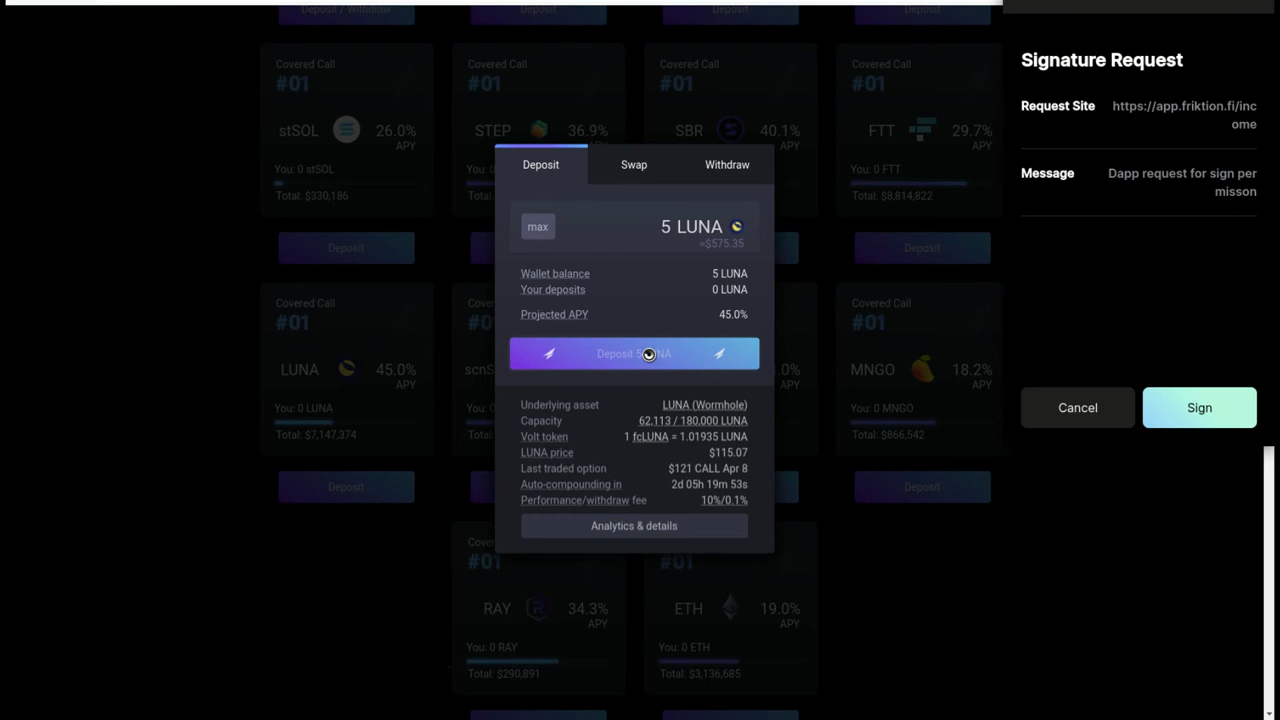 Deposit / Withdraw
Deposit
Deposit
Deposit
Covered Call
#01
stSOL
26.0%
APY
You: 0 stSOL
Total: $330,186
Deposit
Covered Call
#01
STEP
36.9%
Covered Call
#01
SBR
40.1%
Covered Call
#01
FTT
29.7%
APY
You: 0 FTT
Total: $8,814,822
Deposit
Deposit
Swap
Withdraw
max
5 LUNA
≈$575.35
Wallet balance
5 LUNA
Your deposits
0 LUNA
Projected APY
45.0%
Underlying asset
LUNA (Wormhole)
Capacity
62,113 / 180,000 LUNA
Volt token
1 fcLUNA = 1.01935 LUNA
LUNA price
$115.07
Last traded option
$121 CALL Apr 8
Auto-compounding in
2d 05h 19m 53s
Performance/withdraw fee
10%/0.1%
Analytics & details
Covered Call
#01
LUNA
45.0%
APY
You: 0 LUNA
Total: $7,147,374
Deposit
Covered Call
#01
MNGO
18.2%
APY
You: 0 MNGO
Total: $866,542
Deposit
#01
RAY
34.3%
APY
You: 0 RAY
Total: $290,891
#01
ETH
19.0%
APY
You: 0 ETH
Total: $3,136,685
Signature Request
Request Site
https://app.friktion.fi/inc
ome
Message
Dapp request for sign per
misson
Cancel
Sign